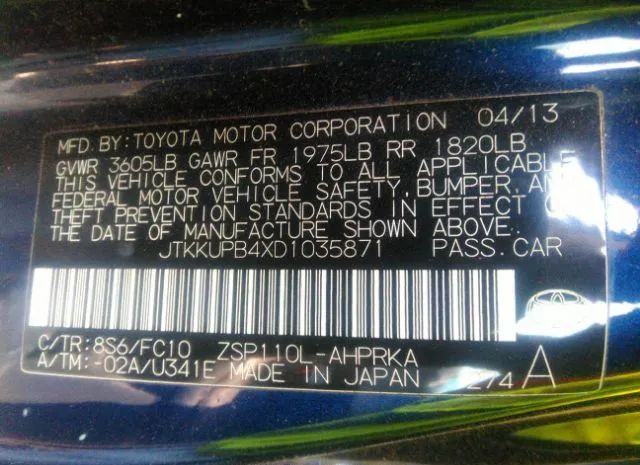 MFD. BY: TOYOTA MOTOR CORPORATION 04/13
GVWR 3605LB GAWR FR 1975LB RR 1820LB
THIS VEHICLE CONFORMS TO ALL APPLICABLE
FEDERAL MOTOR VEHICLE SAFETY, BUMPER, AND
THEFT PREVENTION STANDARDS IN EFFECT ON
THE DATE OF MANUFACTURE SHOWN ABOVE.
JTKKUPB4XD1035871 PASS. CAR
C/TR: 8S6/FC10 ZSP110L-AHPRKA
A/TM: -02A/U341E MADE IN JAPAN 274 A